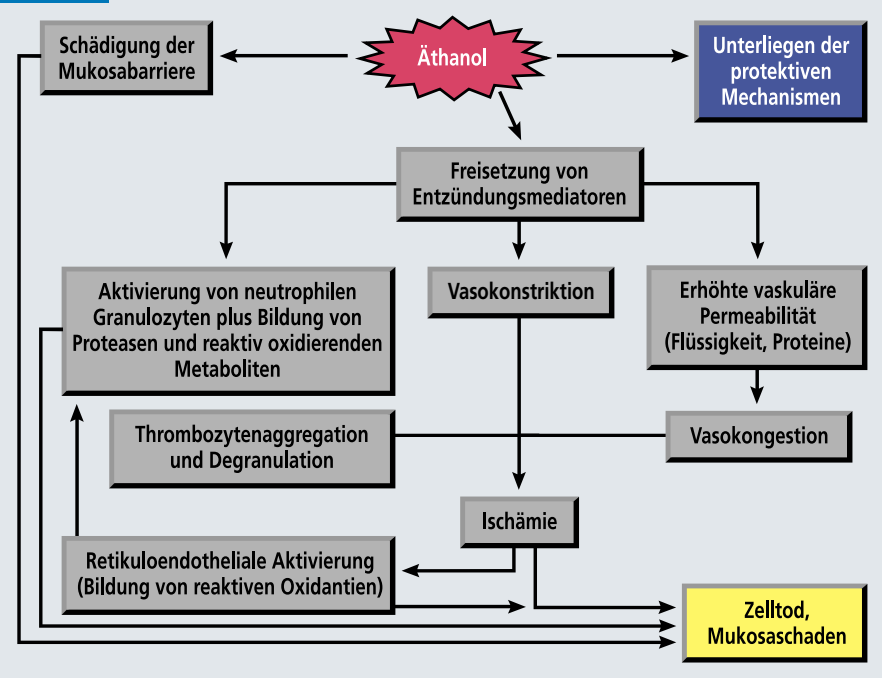 Schädigung der
Mukosabarriere
Äthanol
Unterliegen der
protektiven
Mechanismen
Freisetzung von
Entzündungsmediatoren
Aktivierung von neutrophilen
Granulozyten plus Bildung von
Proteasen und reaktiv oxidierenden
Metaboliten
Vasokonstriktion
Erhöhte vaskuläre
Permeabilität
(Flüssigkeit, Proteine)
Thrombozytenaggregation
und Degranulation
Vasokongestion
Ischämie
Retikuloendotheliale Aktivierung
(Bildung von reaktiven Oxidantien)
Zelltod,
Mukosaschaden